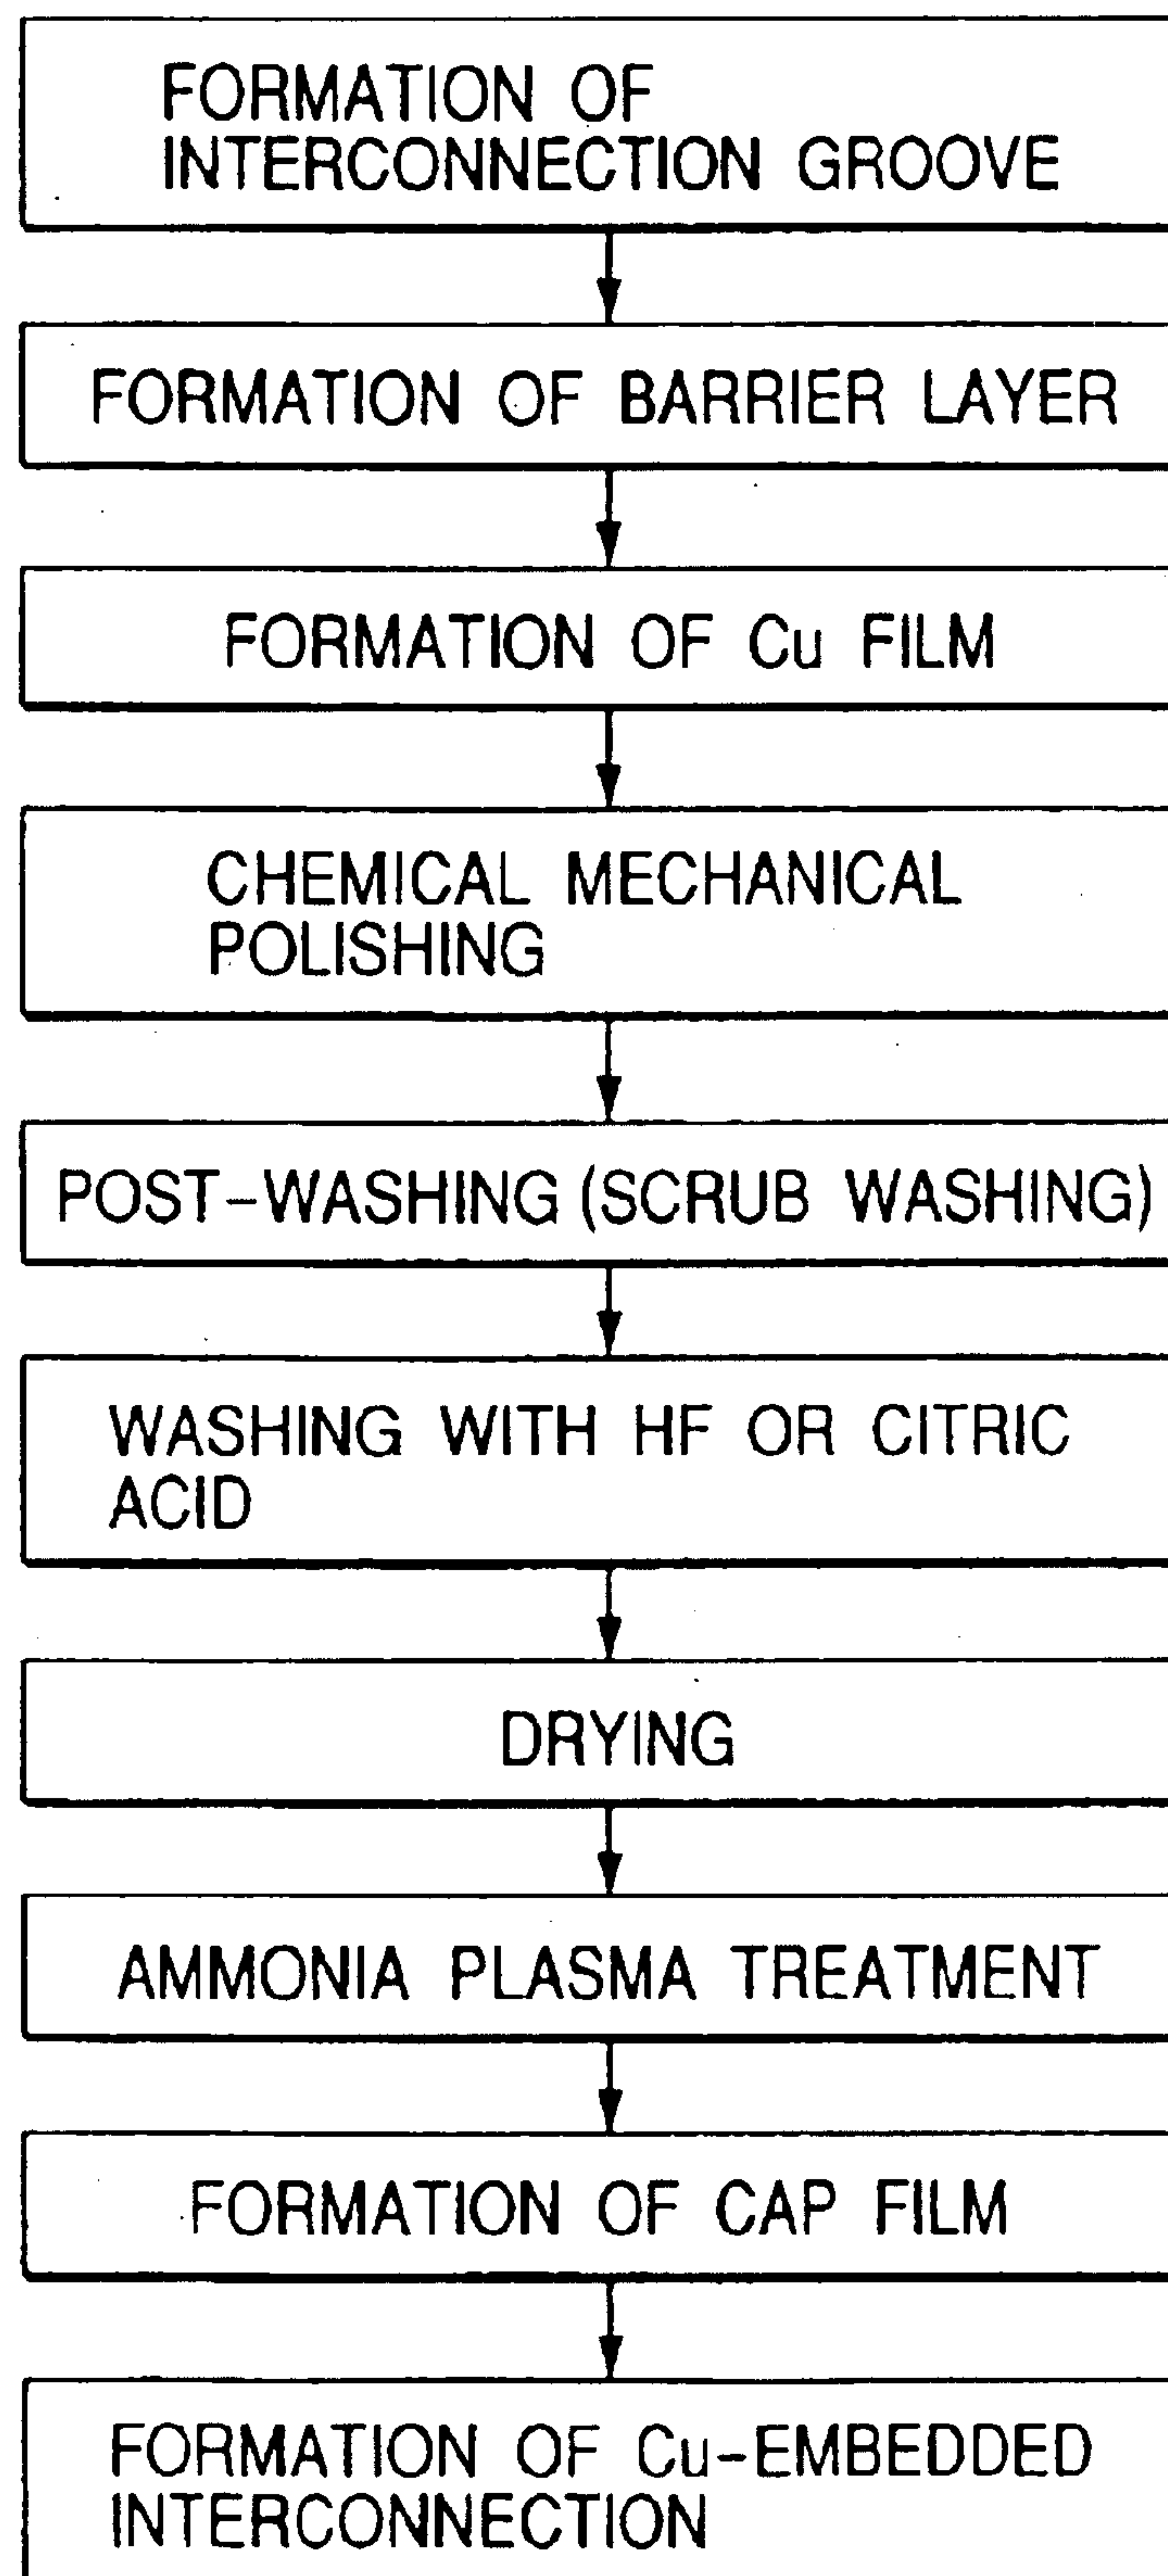 FORMATION OF
INTERCONNECTION GROOVE
FORMATION OF BARRIER LAYER
FORMATION OF Cu FILM
CHEMICAL MECHANICAL
POLISHING
POST-WASHING (SCRUB WASHING)
WASHING WITH HF OR CITRIC
ACID
DRYING
AMMONIA PLASMA TREATMENT
FORMATION OF CAP FILM
FORMATION OF Cu-EMBEDDED
INTERCONNECTION